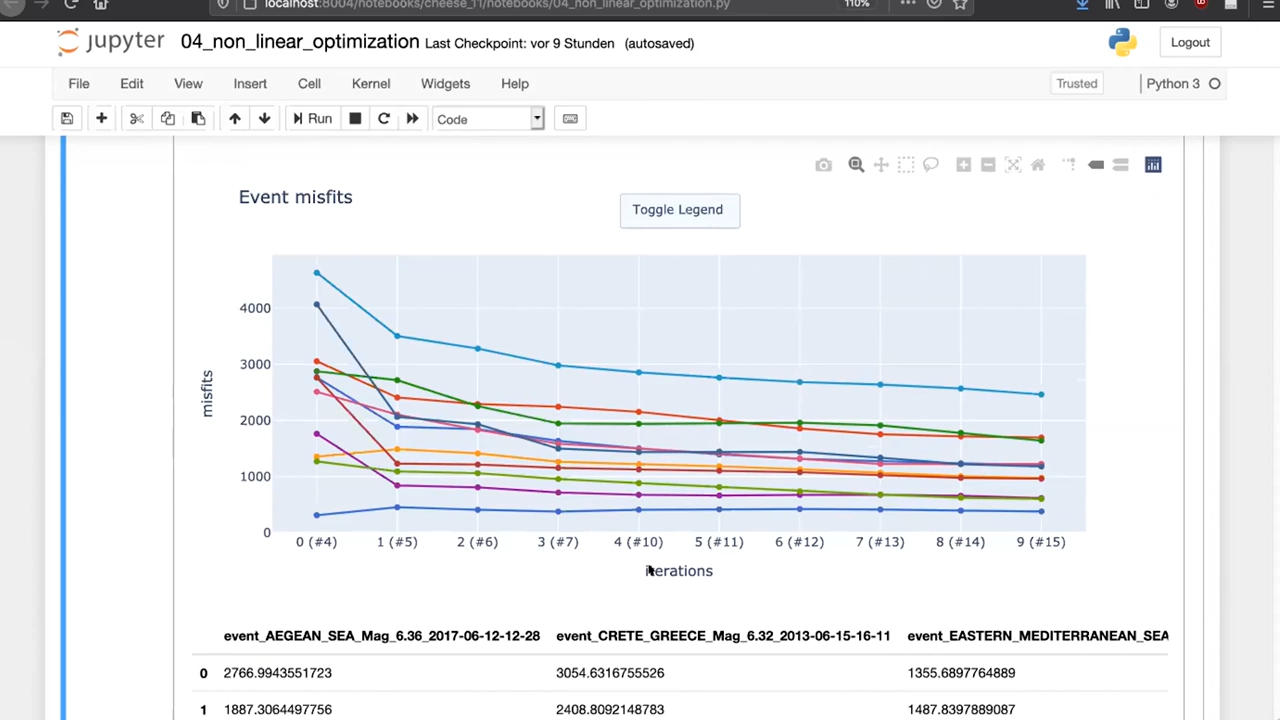 localhost:8004/notebooks/cheese_11/notebooks/04_non_linear_optimization.py
110%
jupyter 04_non_linear_optimization Last Checkpoint: vor 9 Stunden (autosaved)
Logout
File Edit View Insert Cell Kernel Widgets Help
Trusted
Python 3
Run
Code
Event misfits
Toggle Legend
4000
3000
2000
1000
0
misfits
0 (#4) 1 (#5) 2 (#6) 3 (#7) 4 (#10) 5 (#11) 6 (#12) 7 (#13) 8 (#14) 9 (#15)
iterations
event_AEGEAN_SEA_Mag_6.36_2017-06-12-12-28 event_CRETE_GREECE_Mag_6.32_2013-06-15-16-11 event_EASTERN_MEDITERRANEAN_SEA
0 2766.9943551723 3054.6316755526 1355.6897764889
1 1887.3064497756 2408.8092148783 1487.8397889087